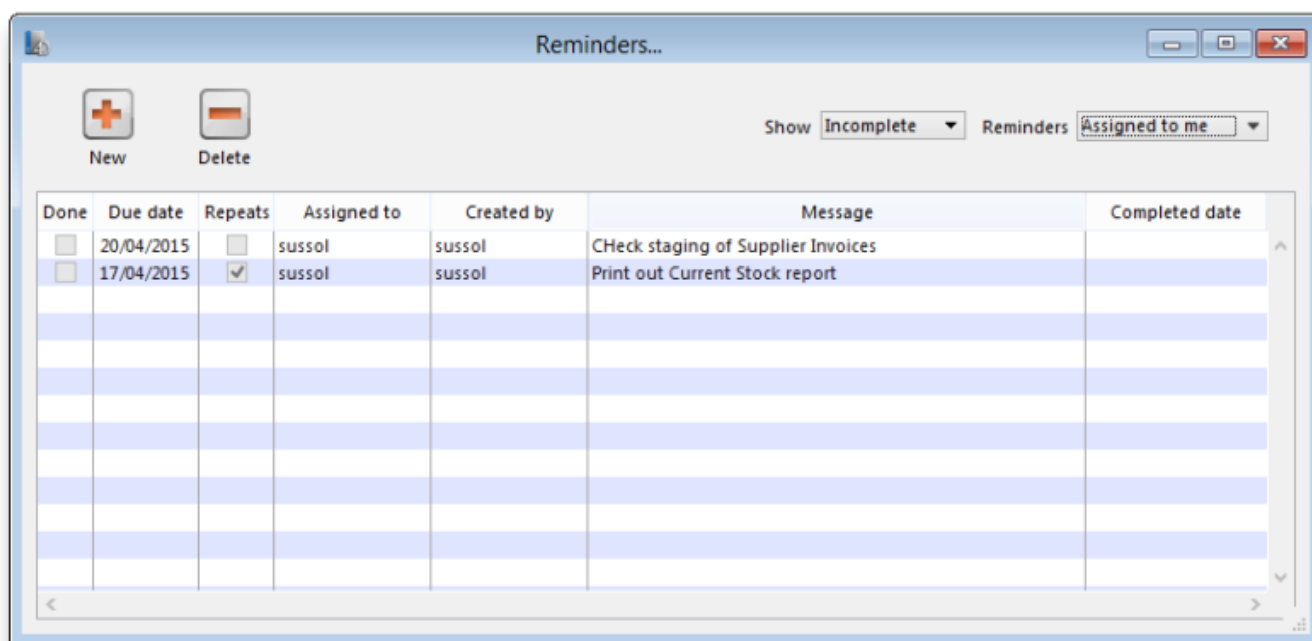 Reminders...
Show Incomplete Reminders Assigned to me
New Delete
Done Due date Repeats Assigned to Created by Message Completed date
20/04/2015 sussol sussol CHeck staging of Supplier Invoices
17/04/2015 sussol sussol Print out Current Stock report